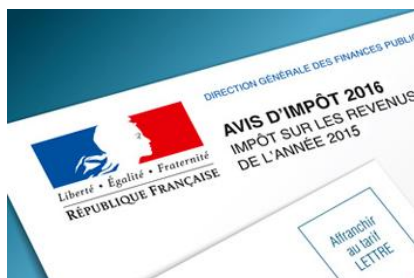 DIRECTION GÉNÉRALE DES FINANCES PUBLIQ
AVIS D'IMPÔT 2016
IMPÔT SUR LES REVENUS
DE L'ANNÉE 2015
Liberté • Égalité • Fraternité
RÉPUBLIQUE FRANÇAISE
Affranchir
au tarif
LETTRE